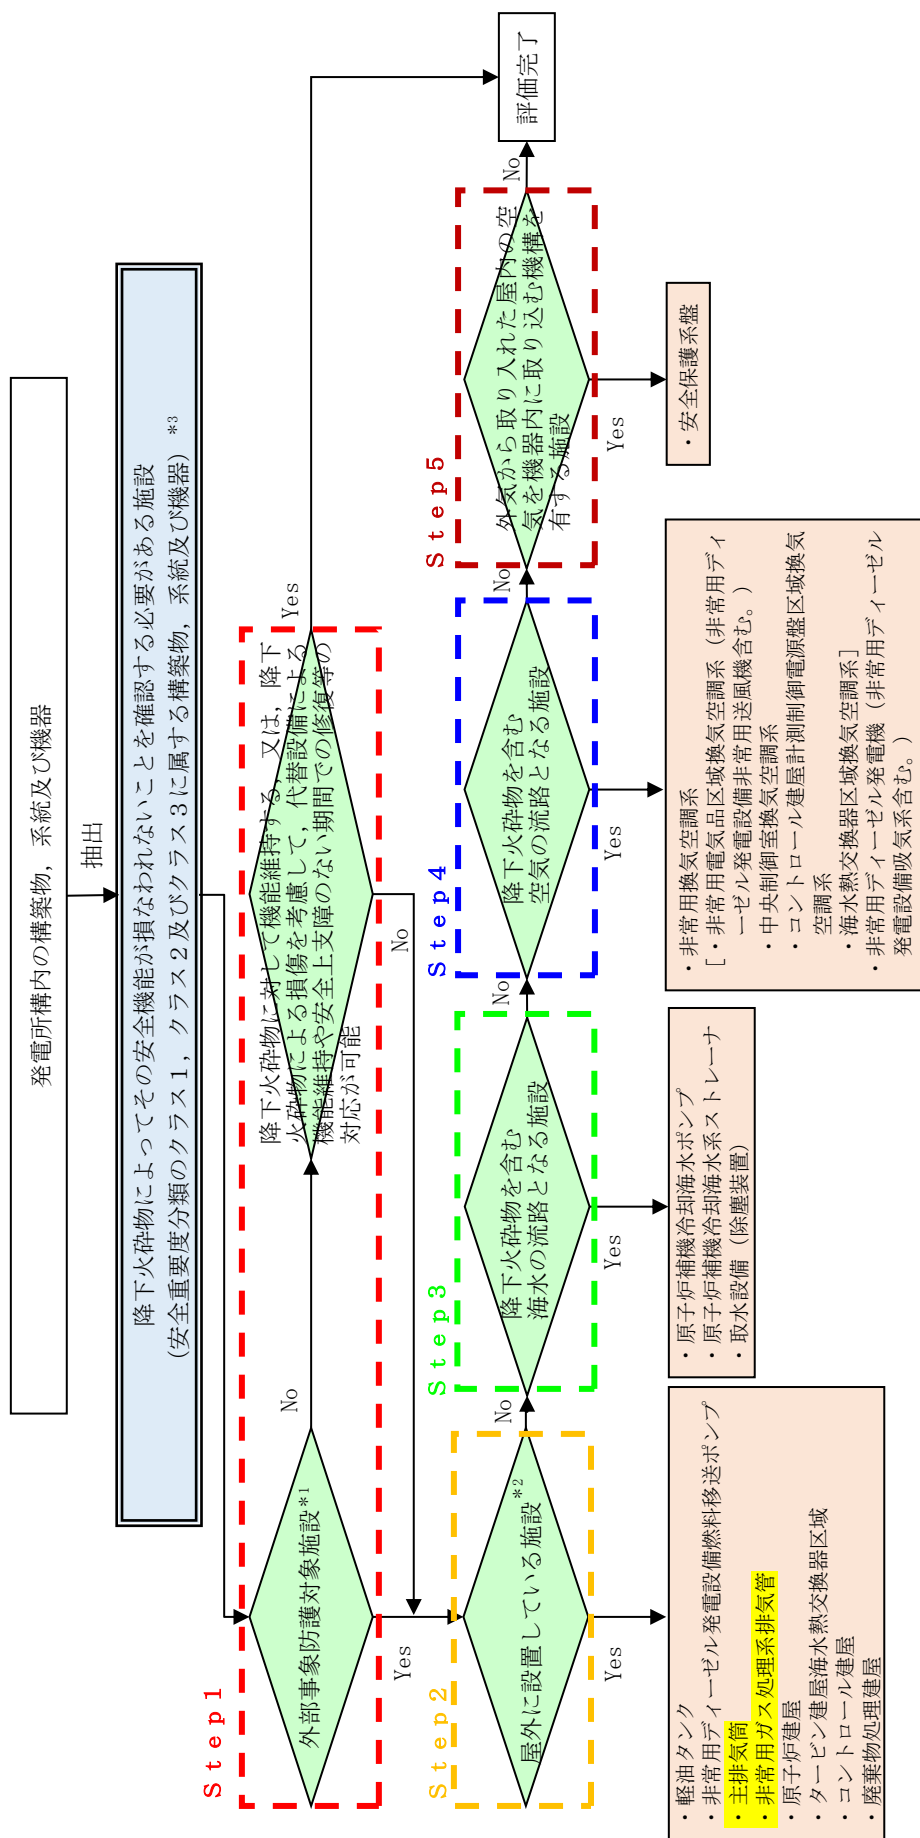 発電所構内の構築物，系統及び機器
抽出
降下火砕物によってその安全機能が損なわれないことを確認する必要がある施設
（安全重要度分類のクラス１，クラス２及びクラス３に属する構築物，系統及び機器）*3
Step1
外部事象防護対象施設*1
No
Yes
降下火砕物に対して機能維持する，又は，降下
火砕物による損傷を考慮して，代替設備による
機能維持や安全上支障のない期間での修復等の
対応が可能
Yes
No
Step2
屋外に設置している施設*2
No
Yes
・軽油タンク
・非常用ディーゼル発電設備燃料移送ポンプ
・主排気筒
・非常用ガス処理系排気管
・原子炉建屋
・タービン建屋海水熱交換器区域
・コントロール建屋
・廃棄物処理建屋
Step3
降下火砕物を含む
海水の流路となる施設
No
Yes
・原子炉補機冷却海水ポンプ
・原子炉補機冷却海水系ストレーナ
・取水設備（除塵装置）
Step4
降下火砕物を含む
空気の流路となる施設
No
Yes
・非常用換気空調系
[・非常用電気品区域換気空調系（非常用ディ
ーゼル発電設備非常用送風機含む。）
・中央制御室換気空調系
・コントロール建屋計測制御電源盤区域換気
空調系
・海水熱交換器区域換気空調系]
・非常用ディーゼル発電機（非常用ディーゼル
発電設備吸気系含む。）
Step5
外気から取り入れた屋内の空
気を機器内に取り込む機構を
有する施設
No
Yes
・安全保護系盤
評価完了